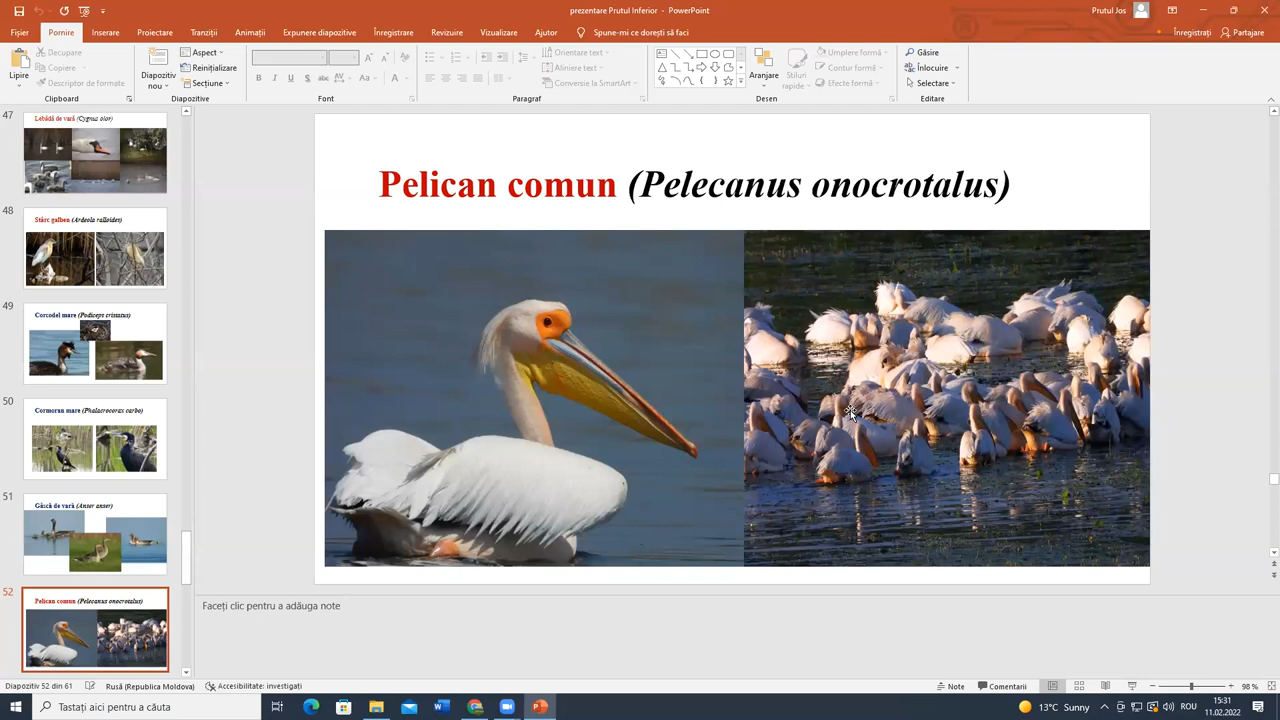 Prezentare Prutul Inferior - PowerPoint
Prutul Jos
Fișier Pornire Inserare Proiectare Tranziții Animații Expunere diapozitive Înregistrare Revizuire Vizualizare Ajutor Spune-mi ce dorești să faci Înregistrați Partajare
Lipire
Decupare
Copiere
Descriptor de formate
Clipboard
Diapozitiv nou
Aspect
Reinițializare
Secțiune
Diapozitive
Font
Orientare text
Aliniere text
Conversie la SmartArt
Paragraf
Aranjare
Stiluri rapide
Umplere formă
Contur formă
Efecte formă
Desen
Găsire
Înlocuire
Selectare
Editare
47
Lebădă de vară (Cygnus olor)
48
Stârc galben (Ardeola ralloides)
49
Corcodel mare (Podiceps cristatus)
50
Cormoran mare (Phalacrocorax carbo)
51
Gâscă de vară (Anser anser)
52
Pelican comun (Pelecanus onocrotalus)
Pelican comun (Pelecanus onocrotalus)
Faceți clic pentru a adăuga note
Diapozitiv 52 din 61 Rusă (Republica Moldova) Accesibilitate: investigați Note Comentarii 98 %
Tastați aici pentru a căuta
13°C Sunny
ROU
15:31
11.02.2022